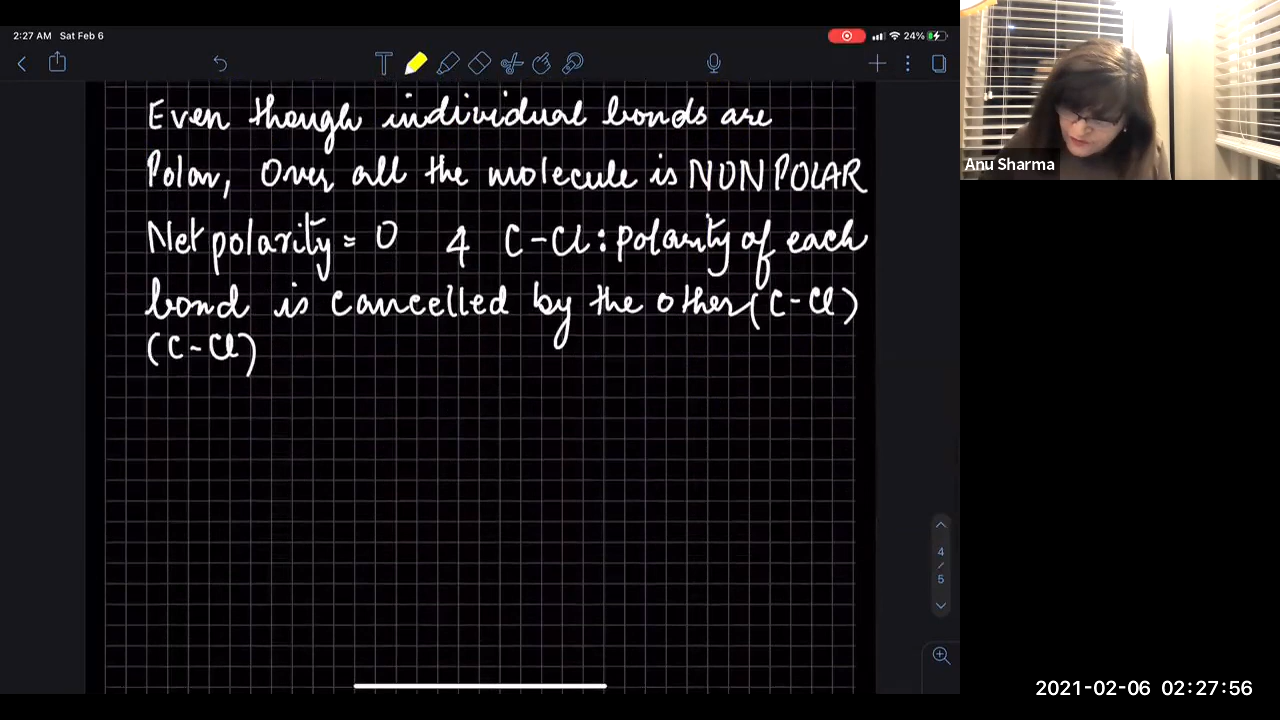 2:27 AM Sat Feb 6
24%
T
Even though individual bonds are
Polar, Over all the molecule is NON POLAR
Net polarity = 0 4 C-Cl: polarity of each
bond is cancelled by the other (C-Cl)
(C-Cl)
Anu Sharma
4
5
2021-02-06 02:27:56